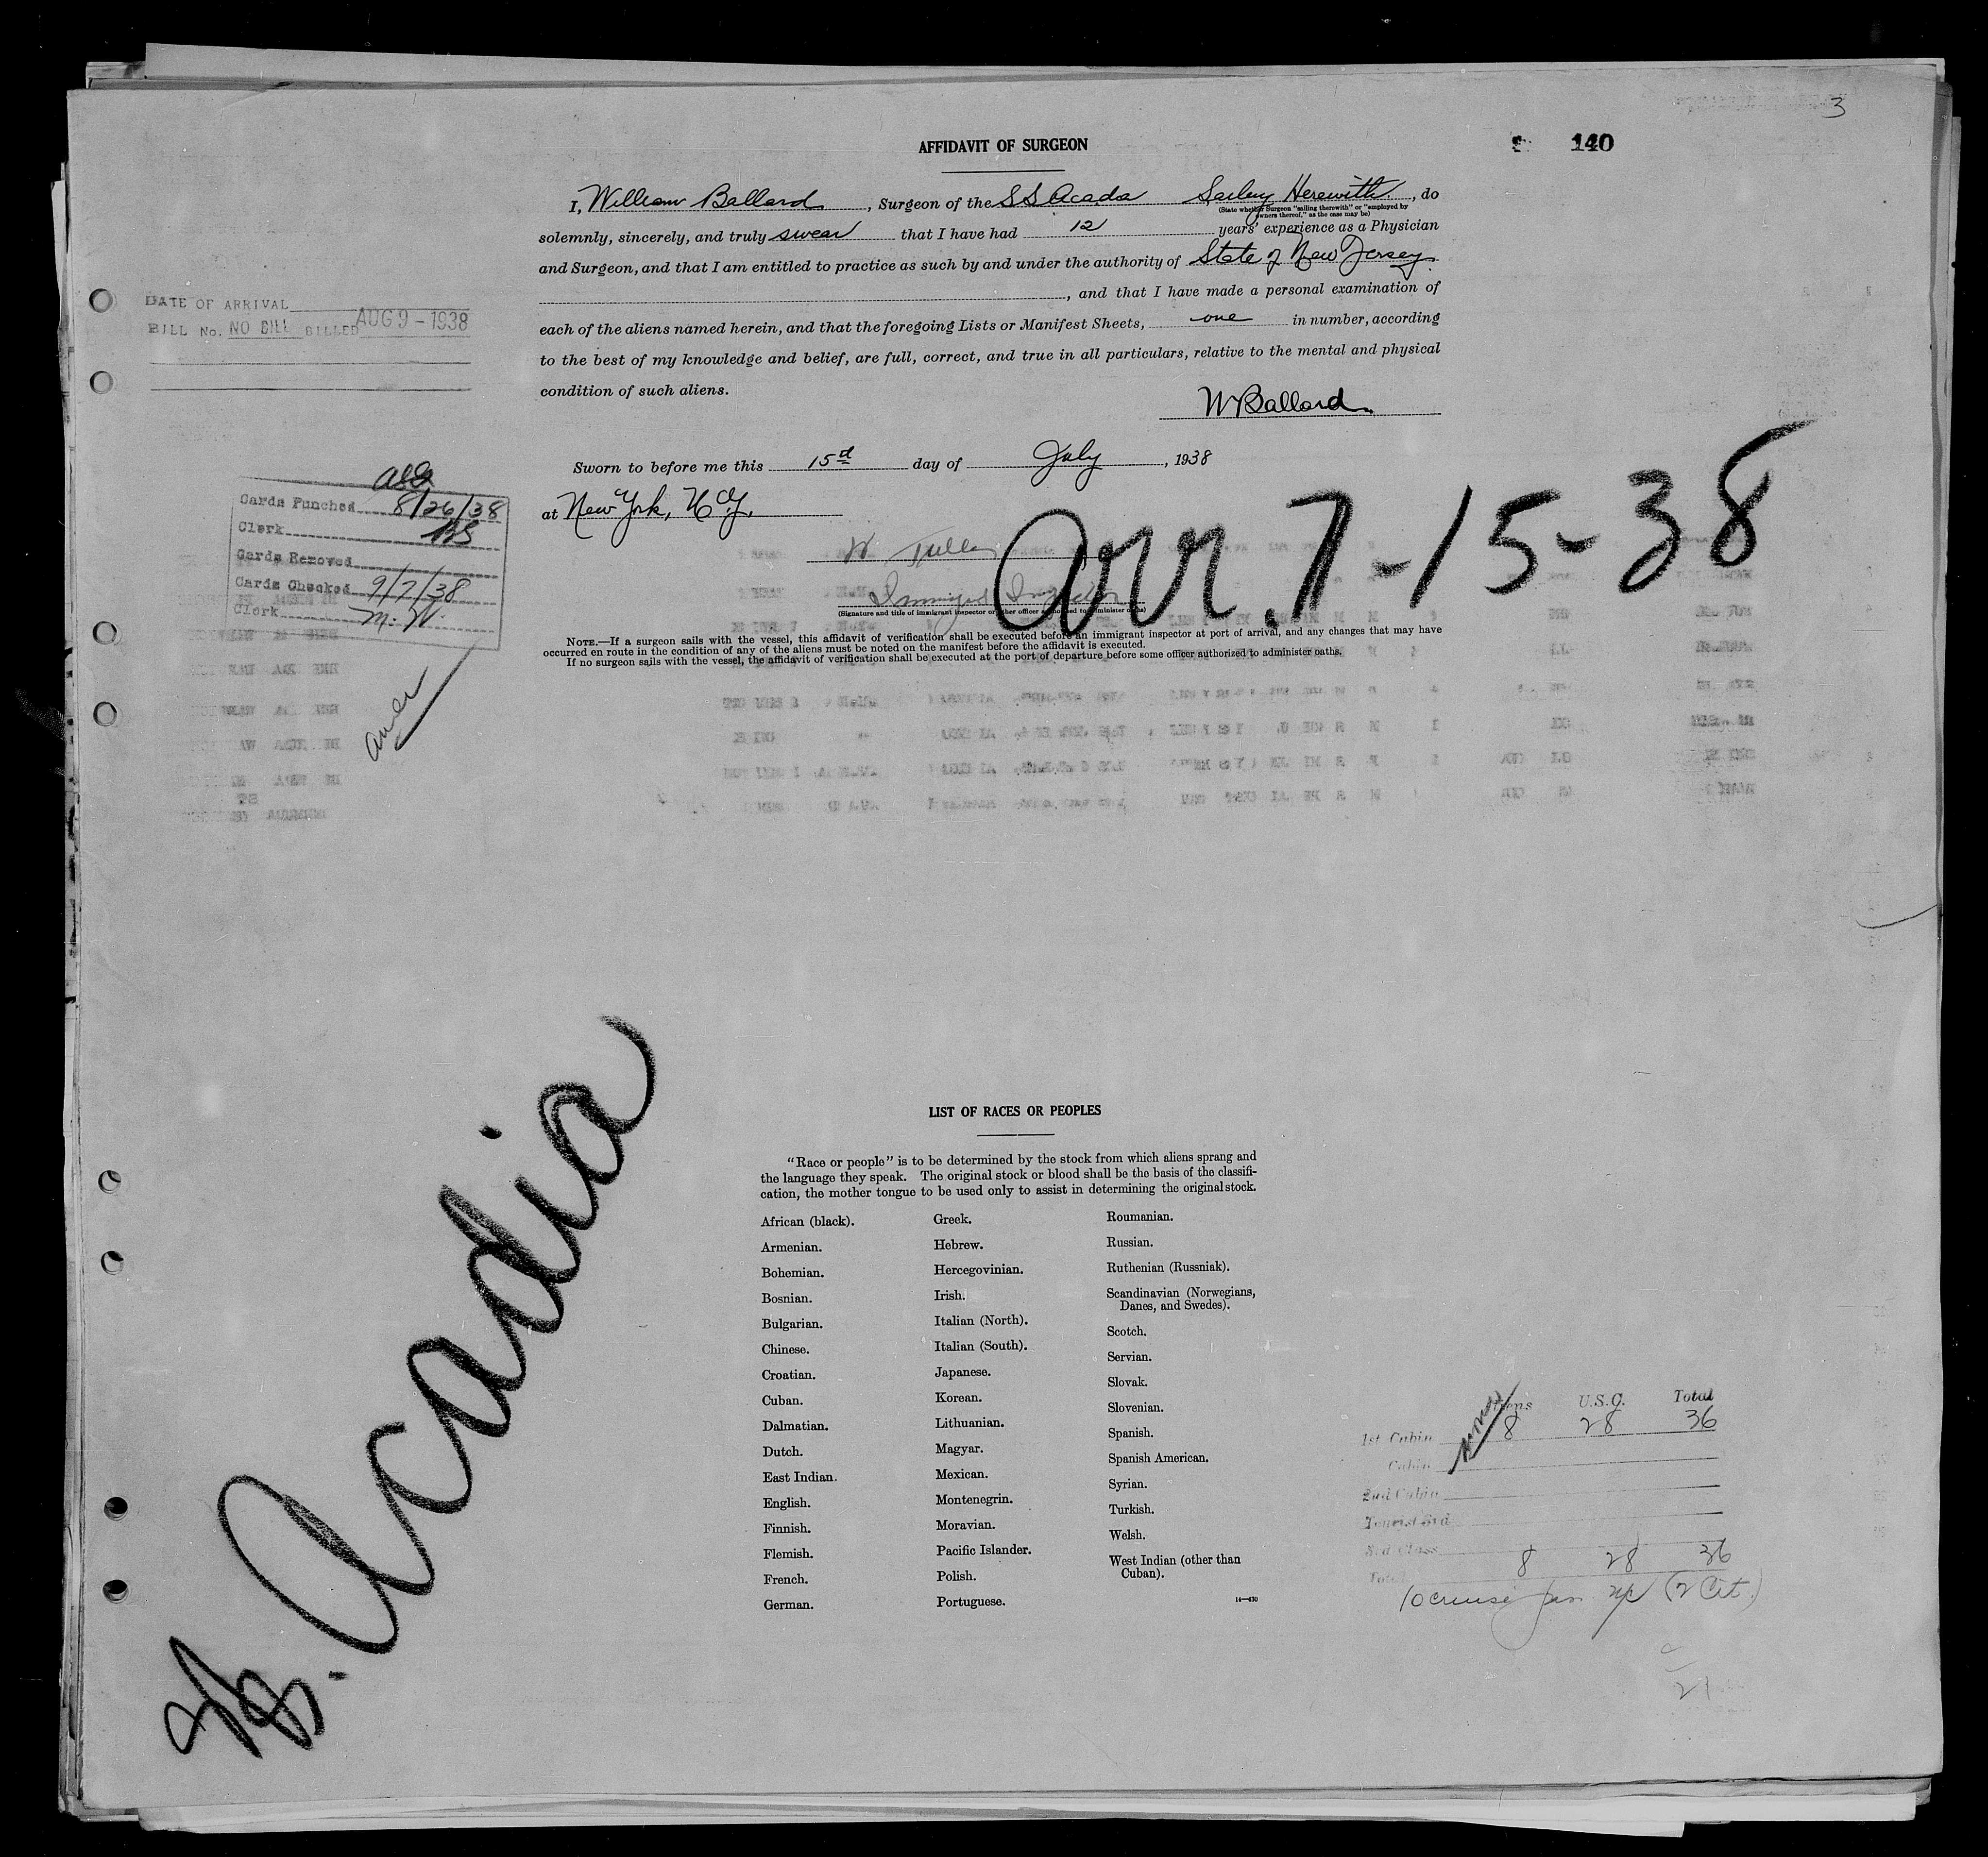 3
140
AFFIDAVIT OF SURGEON
I, William Ballard, Surgeon of the SS Acada Sailing Herewith, do
(State whether Surgeon "sailing therewith" or "employed by
owners thereof," as the case may be)
solemnly, sincerely, and truly swear that I have had 12 years' experience as a Physician
and Surgeon, and that I am entitled to practice as such by and under the authority of State of New Jersey.
, and that I have made a personal examination of
each of the aliens named herein, and that the foregoing Lists or Manifest Sheets, one in number, according
to the best of my knowledge and belief, are full, correct, and true in all particulars, relative to the mental and physical
condition of such aliens.
W Ballard
DATE OF ARRIVAL
BILL No. NO BILL BILLED AUG 9 - 1938
Sworn to before me this 15th day of July, 1938
at New York, N.Y.
W Tulle
Immigrant Inspector
(Signature and title of immigrant inspector or other officer authorized to administer oaths)
Arr. 7-15-38
Cards Punched 8/26/38
Clerk BS
Cards Removed
Cards Checked 9/7/38
Clerk M. W.
NOTE.—If a surgeon sails with the vessel, this affidavit of verification shall be executed before an immigrant inspector at port of arrival, and any changes that may have
occurred en route in the condition of any of the aliens must be noted on the manifest before the affidavit is executed.
If no surgeon sails with the vessel, the affidavit of verification shall be executed at the port of departure before some officer authorized to administer oaths.
Amer
SS. Acadia
LIST OF RACES OR PEOPLES
"Race or people" is to be determined by the stock from which aliens sprang and
the language they speak. The original stock or blood shall be the basis of the classifi-
cation, the mother tongue to be used only to assist in determining the original stock.
African (black).
Armenian.
Bohemian.
Bosnian.
Bulgarian.
Chinese.
Croatian.
Cuban.
Dalmatian.
Dutch.
East Indian.
English.
Finnish.
Flemish.
French.
German.
Greek.
Hebrew.
Hercegovinian.
Irish.
Italian (North).
Italian (South).
Japanese.
Korean.
Lithuanian.
Magyar.
Mexican.
Montenegrin.
Moravian.
Pacific Islander.
Polish.
Portuguese.
Roumanian.
Russian.
Ruthenian (Russniak).
Scandinavian (Norwegians,
Danes, and Swedes).
Scotch.
Servian.
Slovak.
Slovenian.
Spanish.
Spanish American.
Syrian.
Turkish.
Welsh.
West Indian (other than
Cuban).
14—430
Aliens U.S.C. Total
1st Cabin 8 28 36
Cabin
2nd Cabin
Tourist 3rd
3rd Class
Total 8 28 36
10 cruise (2 Cit.)